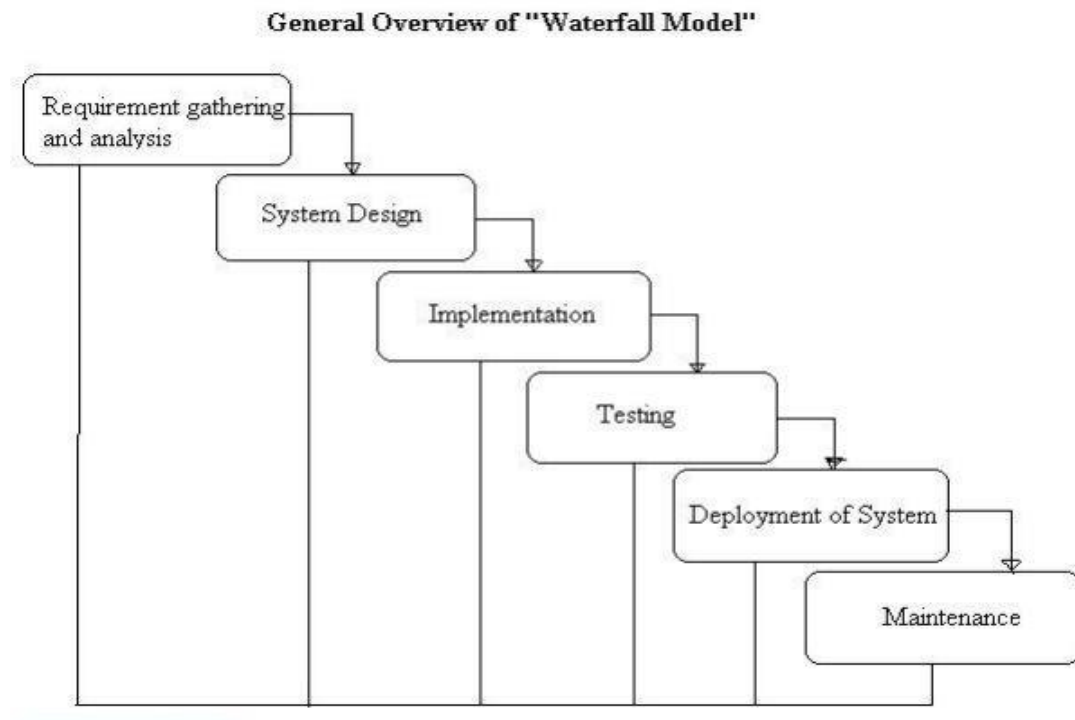 General Overview of "Waterfall Model"
Requirement gathering
and analysis
System Design
Implementation
Testing
Deployment of System
Maintenance